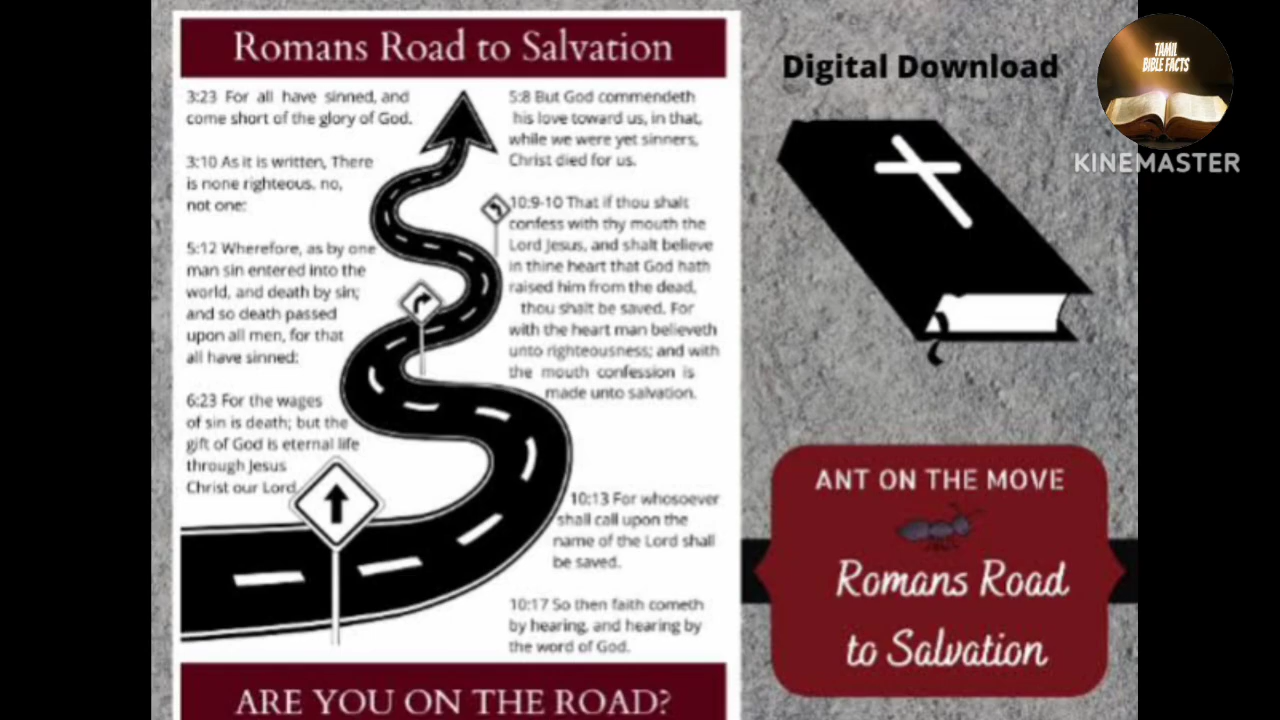 Romans Road to Salvation
3:23 For all have sinned, and
come short of the glory of God.
3:10 As it is written, There
is none righteous, no,
not one:
5:12 Wherefore, as by one
man sin entered into the
world, and death by sin;
and so death passed
upon all men, for that
all have sinned:
6:23 For the wages
of sin is death; but the
gift of God is eternal life
through Jesus
Christ our Lord
5:8 But God commendeth
his love toward us, in that,
while we were yet sinners,
Christ died for us.
10:9-10 That if thou shalt
confess with thy mouth the
Lord Jesus, and shalt believe
in thine heart that God hath
raised him from the dead,
thou shalt be saved. For
with the heart man believeth
unto righteousness; and with
the mouth confession is
made unto salvation.
10:13 For whosoever
shall call upon the
name of the Lord shall
be saved.
10:17 So then faith cometh
by hearing, and hearing by
the word of God.
ARE YOU ON THE ROAD?
Digital Download
TAMIL
BIBLE FACTS
KINEMASTER
ANT ON THE MOVE
Romans Road
to Salvation